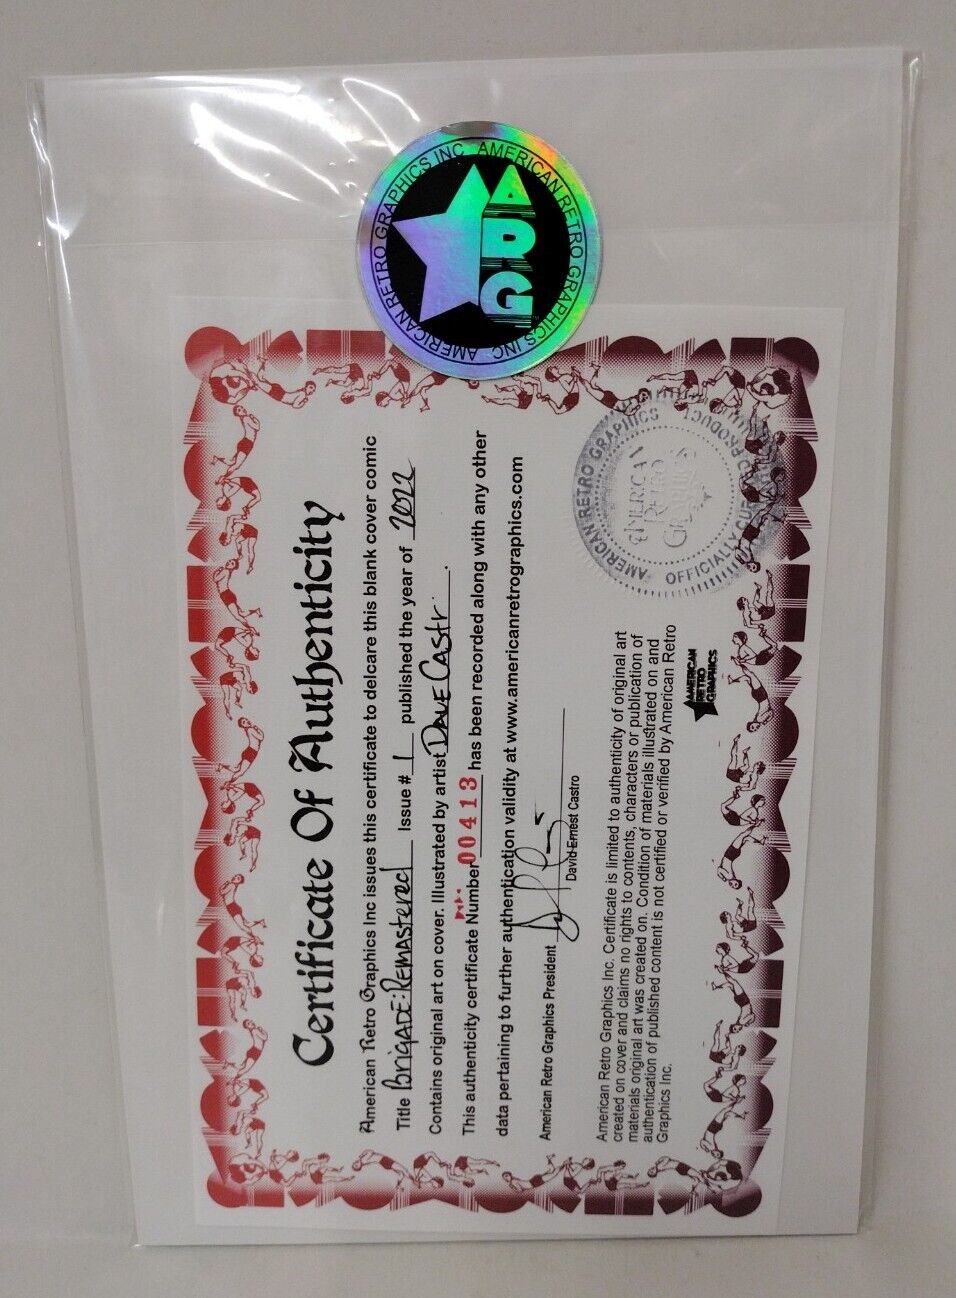 AMERICAN RETRO GRAPHICS INC AMERICAN RETRO GRAPHICS INC
ARG
Certificate Of Authenticity
American Retro Graphics Inc issues this certificate to delcare this blank cover comic
Title Brigade: Remastered Issue # 1 published the year of 2022
Contains original art on cover. Illustrated by artist Dave Castr.
This authenticity certificate Number 00413 has been recorded along with any other
data pertaining to further authentication validity at www.americanretrographics.com
American Retro Graphics President
David Ernest Castro
American Retro Graphics Inc. Certificate is limited to authenticity of original art
created on cover and claims no rights to contents, characters or publication of
materials original art was created on. Condition of materials illustrated on and
authentication of published content is not certified or verified by American Retro
Graphics Inc.
AMERICAN
RETRO
GRAPHICS
AMERICAN RETRO GRAPHICS
OFFICIALLY PRODUCT
AMERICAN
RETRO
GRAPHICS